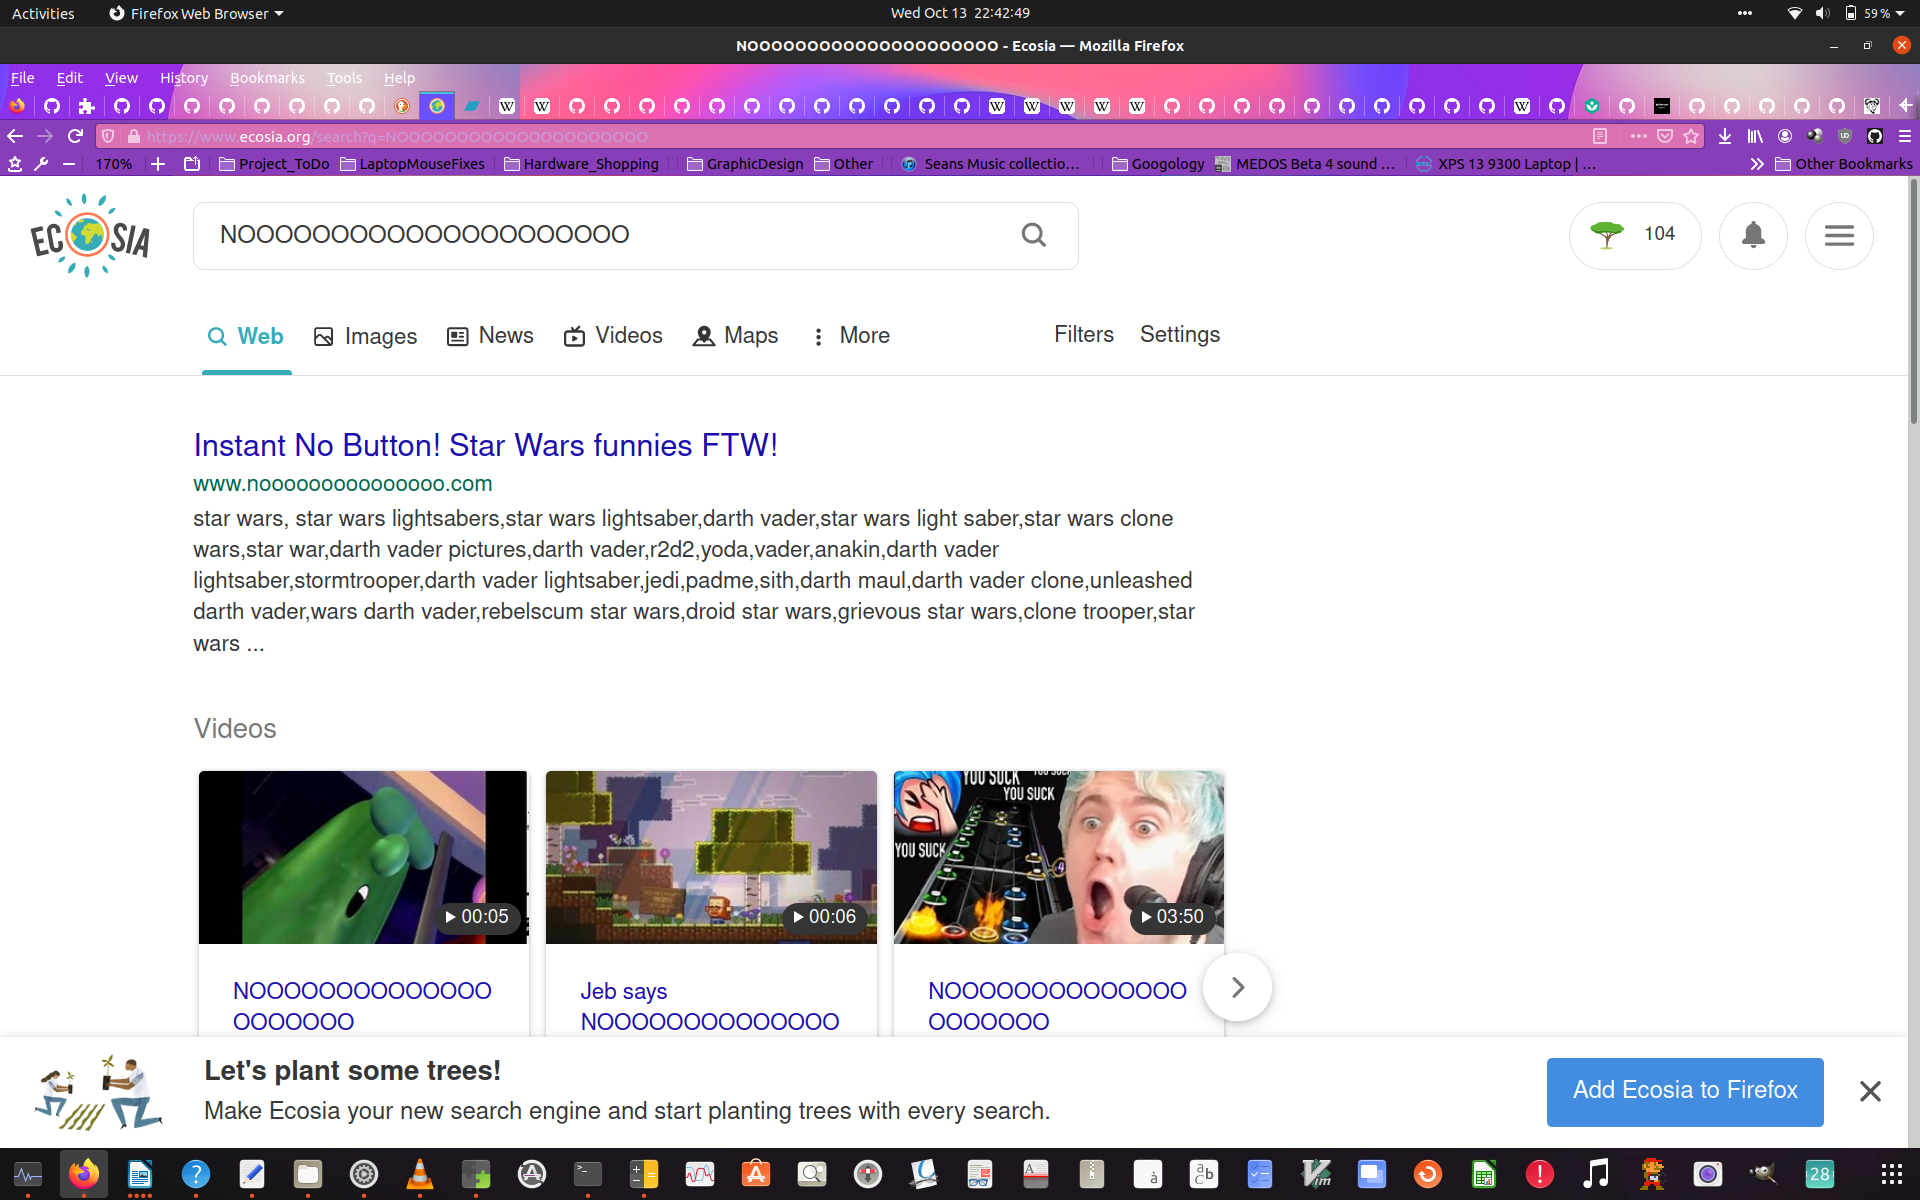 Activities Firefox Web Browser Wed Oct 13 22:42:49 59 %
NOOOOOOOOOOOOOOOOOOOOO - Ecosia — Mozilla Firefox
File Edit View History Bookmarks Tools Help
https://www.ecosia.org/search?q=NOOOOOOOOOOOOOOOOOOOOO
170% Project_ToDo LaptopMouseFixes Hardware_Shopping GraphicDesign Other Seans Music collectio… Googology MEDOS Beta 4 sound … XPS 13 9300 Laptop | … Other Bookmarks
ECOSIA
NOOOOOOOOOOOOOOOOOOOOO
104
Web Images News Videos Maps More Filters Settings
Instant No Button! Star Wars funnies FTW!
www.nooooooooooooooo.com
star wars, star wars lightsabers,star wars lightsaber,darth vader,star wars light saber,star wars clone
wars,star war,darth vader pictures,darth vader,r2d2,yoda,vader,anakin,darth vader
lightsaber,stormtrooper,darth vader lightsaber,jedi,padme,sith,darth maul,darth vader clone,unleashed
darth vader,wars darth vader,rebelscum star wars,droid star wars,grievous star wars,clone trooper,star
wars ...
Videos
YOU SUCK
YOU SUCK
YOU SUCK
00:05 00:06 03:50
NOOOOOOOOOOOOOO
OOOOOOO
Jeb says
NOOOOOOOOOOOOOO
NOOOOOOOOOOOOOO
OOOOOOO
Let's plant some trees!
Make Ecosia your new search engine and start planting trees with every search.
Add Ecosia to Firefox
28